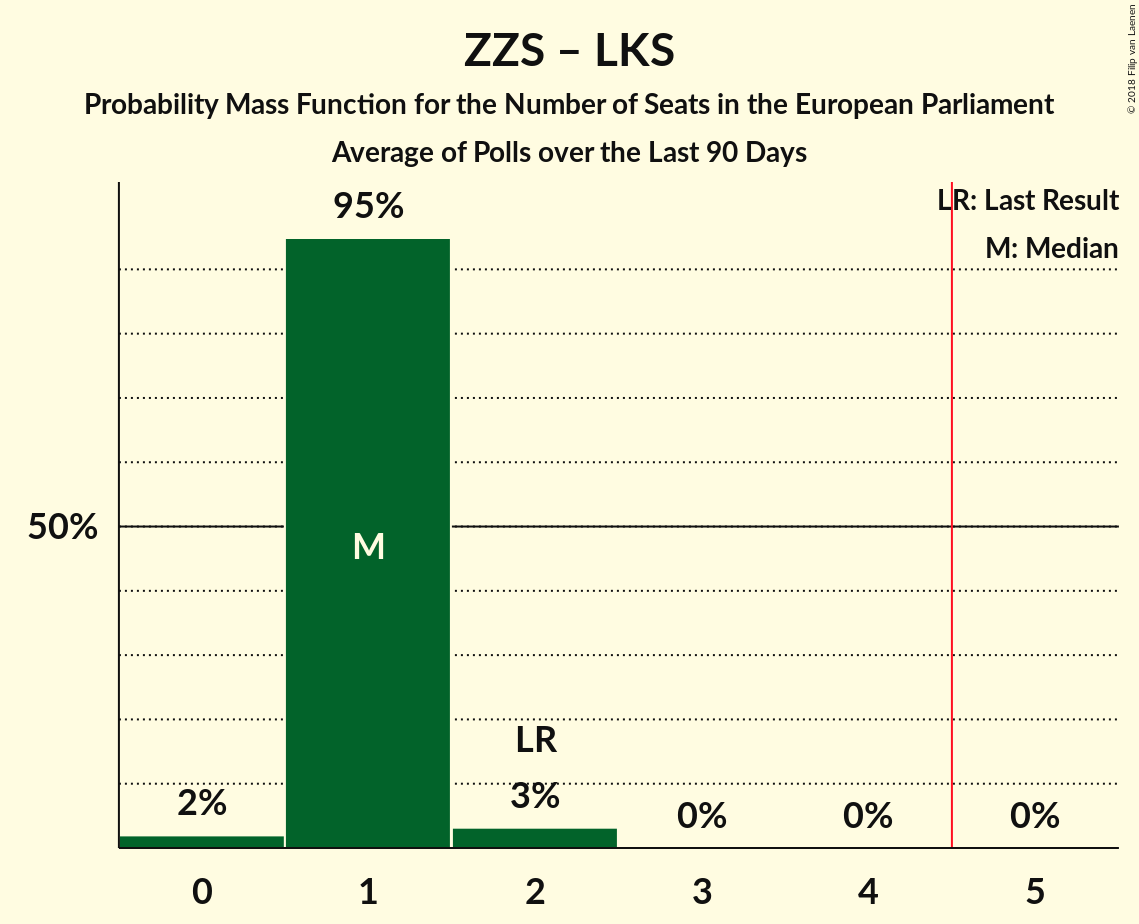 ZZS – LKS
Probability Mass Function for the Number of Seats in the European Parliament
Average of Polls over the Last 90 Days
© 2018 Filip van Laenen
LR: Last Result
M: Median
95%
50%
M
LR
2%
3%
0%
0%
0%
0
1
2
3
4
5